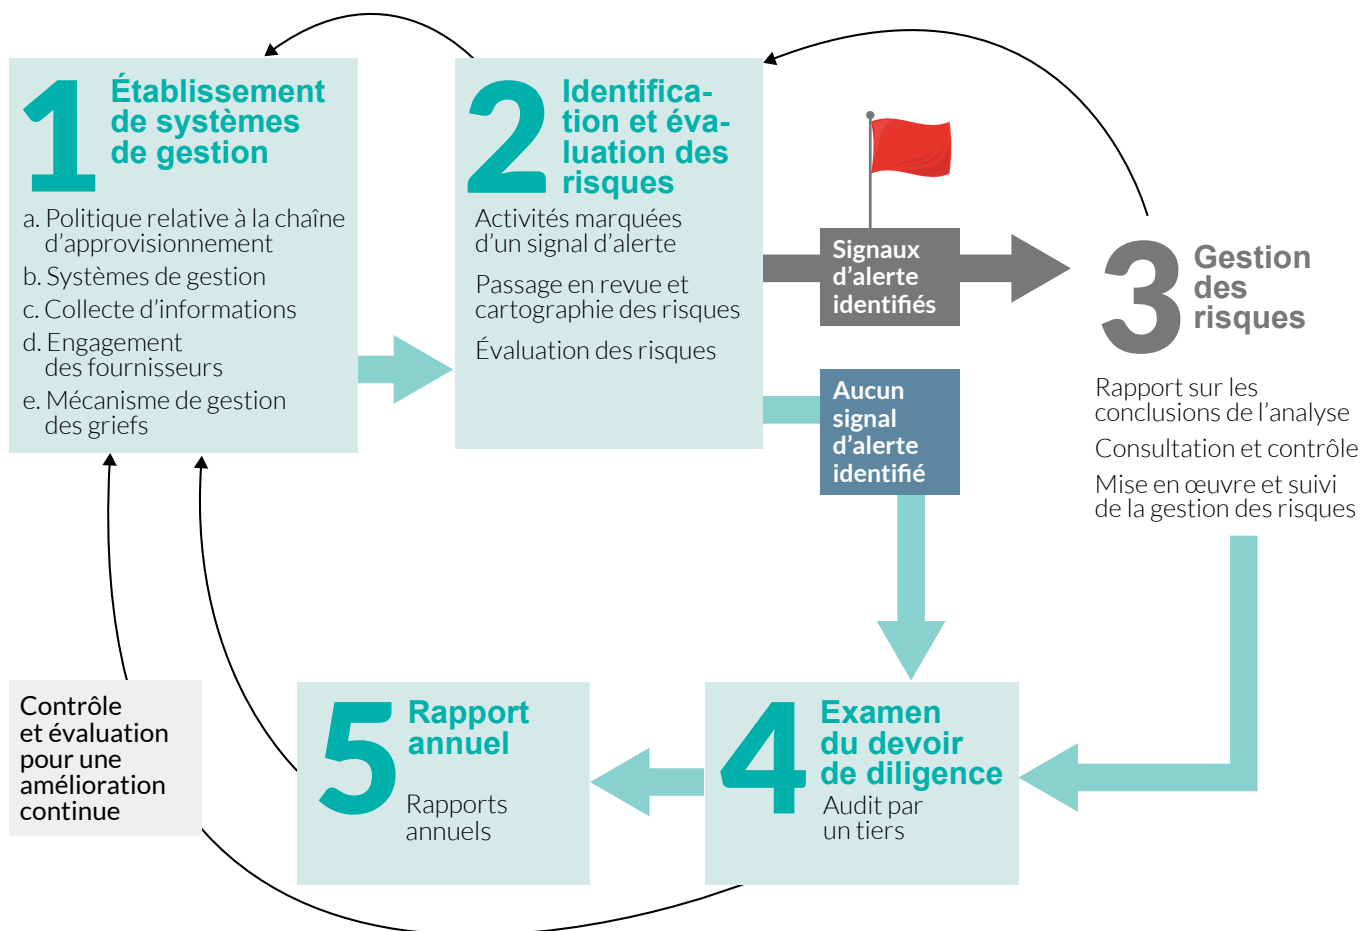 1
Établissement
de systèmes
de gestion
a. Politique relative à la chaîne
d’approvisionnement
b. Systèmes de gestion
c. Collecte d’informations
d. Engagement
des fournisseurs
e. Mécanisme de gestion
des griefs
2
Identifica-
tion et éva-
luation des
risques
Activités marquées
d’un signal d’alerte
Passage en revue et
cartographie des risques
Évaluation des risques
Signaux
d’alerte
identifiés
Aucun
signal
d’alerte
identifié
3
Gestion
des
risques
Rapport sur les
conclusions de l’analyse
Consultation et contrôle
Mise en œuvre et suivi
de la gestion des risques
4
Examen
du devoir
de diligence
Audit par
un tiers
5
Rapport
annuel
Rapports
annuels
Contrôle
et évaluation
pour une
amélioration
continue